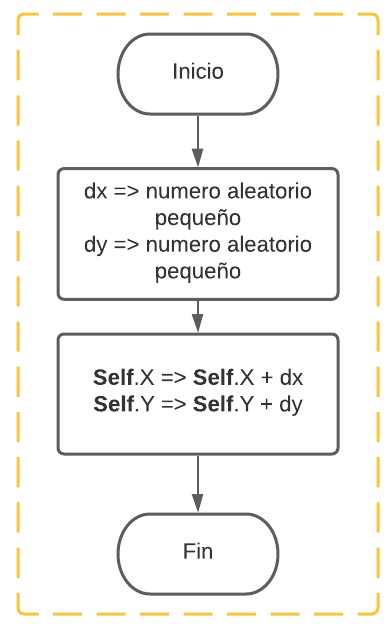 Inicio
dx => numero aleatorio
pequeño
dy => numero aleatorio
pequeño
Self.X => Self.X + dx
Self.Y => Self.Y + dy
Fin